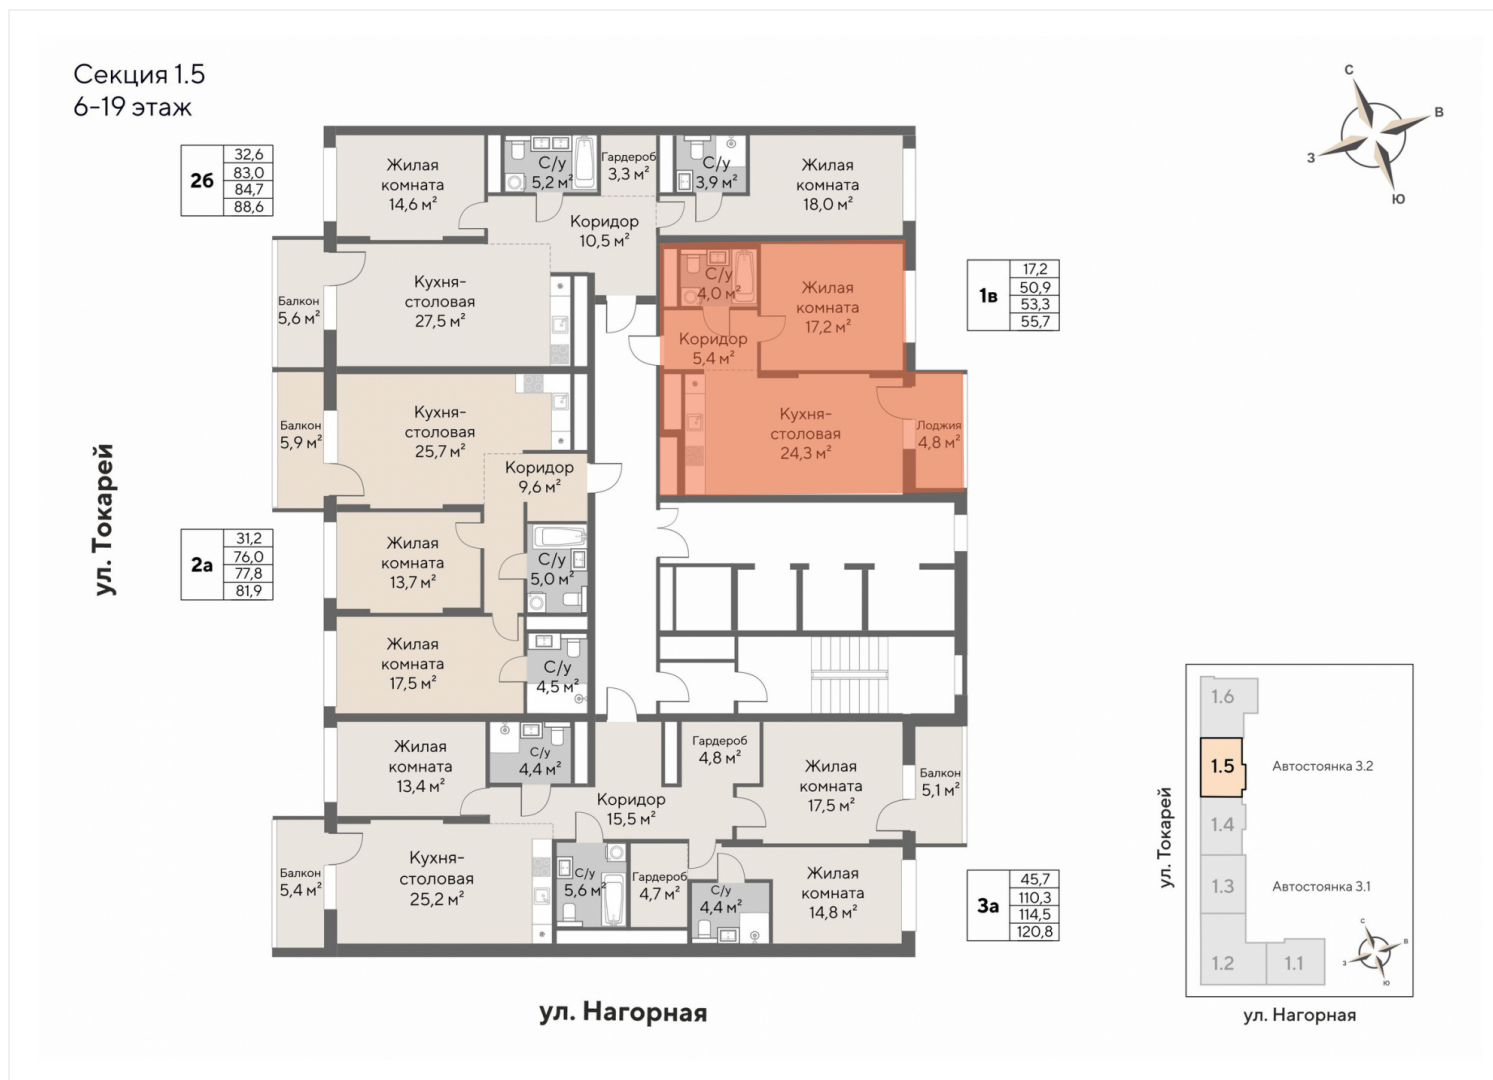 Секция 1.5
6-19 этаж
С
В
З
Ю
2б
32,6
83,0
84,7
88,6
Жилая
комната
14,6 м²
С/у
5,2 м²
Гардероб
3,3 м²
С/у
3,9 м²
Жилая
комната
18,0 м²
Коридор
10,5 м²
Балкон
5,6 м²
Кухня-
столовая
27,5 м²
С/у
4,0 м²
Жилая
комната
17,2 м²
Коридор
5,4 м²
Кухня-
столовая
24,3 м²
Лоджия
4,8 м²
1в
17,2
50,9
53,3
55,7
Балкон
5,9 м²
Кухня-
столовая
25,7 м²
Коридор
9,6 м²
ул. Токарей
2а
31,2
76,0
77,8
81,9
Жилая
комната
13,7 м²
С/у
5,0 м²
Жилая
комната
17,5 м²
С/у
4,5 м²
Жилая
комната
13,4 м²
С/у
4,4 м²
Гардероб
4,8 м²
Жилая
комната
17,5 м²
Балкон
5,1 м²
Коридор
15,5 м²
Балкон
5,4 м²
Кухня-
столовая
25,2 м²
С/у
5,6 м²
Гардероб
4,7 м²
С/у
4,4 м²
Жилая
комната
14,8 м²
3а
45,7
110,3
114,5
120,8
ул. Нагорная
1.6
1.5
Автостоянка 3.2
1.4
1.3
Автостоянка 3.1
1.2
1.1
С
В
З
Ю
ул. Токарей
ул. Нагорная